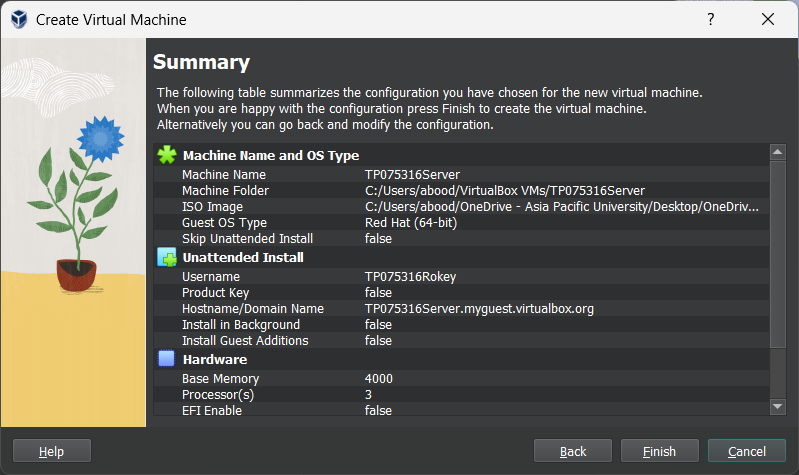 Create Virtual Machine
?
Summary
The following table summarizes the configuration you have chosen for the new virtual machine.
When you are happy with the configuration press Finish to create the virtual machine.
Alternatively you can go back and modify the configuration.
Machine Name and OS Type
Machine Name TP075316Server
Machine Folder C:/Users/abood/VirtualBox VMs/TP075316Server
ISO Image C:/Users/abood/OneDrive - Asia Pacific University/Desktop/OneDriv...
Guest OS Type Red Hat (64-bit)
Skip Unattended Install false
Unattended Install
Username TP075316Rokey
Product Key false
Hostname/Domain Name TP075316Server.myguest.virtualbox.org
Install in Background false
Install Guest Additions false
Hardware
Base Memory 4000
Processor(s) 3
EFI Enable false
Help Back Finish Cancel